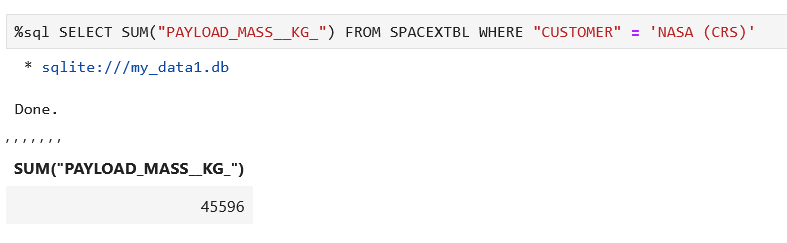 %sql SELECT SUM("PAYLOAD_MASS__KG_") FROM SPACEXTBL WHERE "CUSTOMER" = 'NASA (CRS)'
* sqlite:///my_data1.db
Done.
,,,,,,,
SUM("PAYLOAD_MASS__KG_")
45596